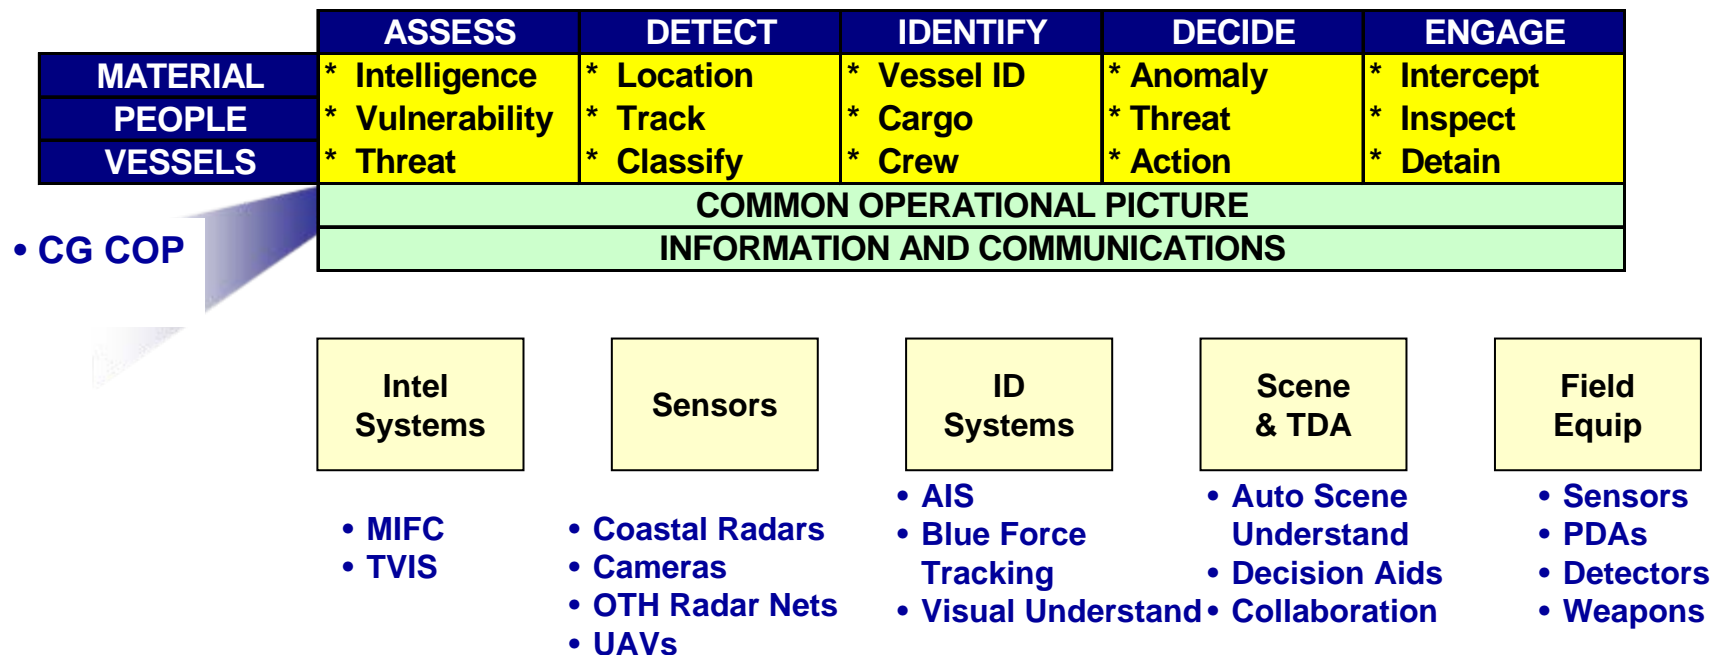 ASSESS DETECT IDENTIFY DECIDE ENGAGE
MATERIAL * Intelligence * Location * Vessel ID * Anomaly * Intercept
PEOPLE * Vulnerability * Track * Cargo * Threat * Inspect
VESSELS * Threat * Classify * Crew * Action * Detain
COMMON OPERATIONAL PICTURE
INFORMATION AND COMMUNICATIONS
• CG COP
Intel
Systems
Sensors
ID
Systems
Scene
& TDA
Field
Equip
• MIFC
• TVIS
• Coastal Radars
• Cameras
• OTH Radar Nets
• UAVs
• AIS
• Blue Force
Tracking
• Visual Understand
• Auto Scene
Understand
• Decision Aids
• Collaboration
• Sensors
• PDAs
• Detectors
• Weapons